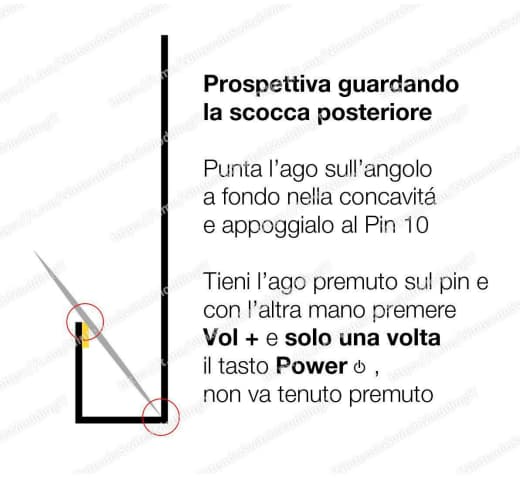 Prospettiva guardando
la scocca posteriore
Punta l'ago sull'angolo
a fondo nella concavitá
e appoggialo al Pin 10
Tieni l'ago premuto sul pin e
con l'altra mano premere
Vol + e solo una volta
il tasto Power ⏻ ,
non va tenuto premuto